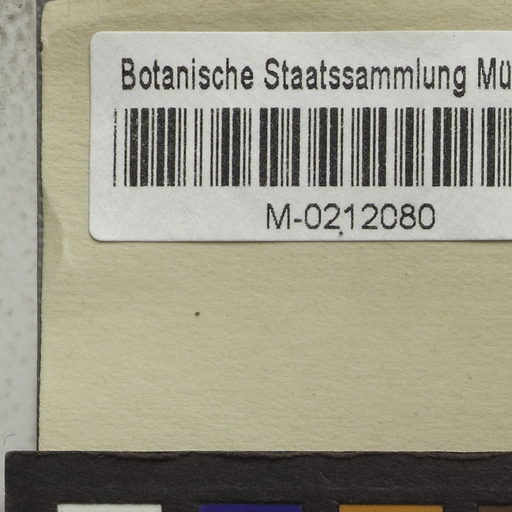 Botanische Staatssammlung Mü
M-0212080